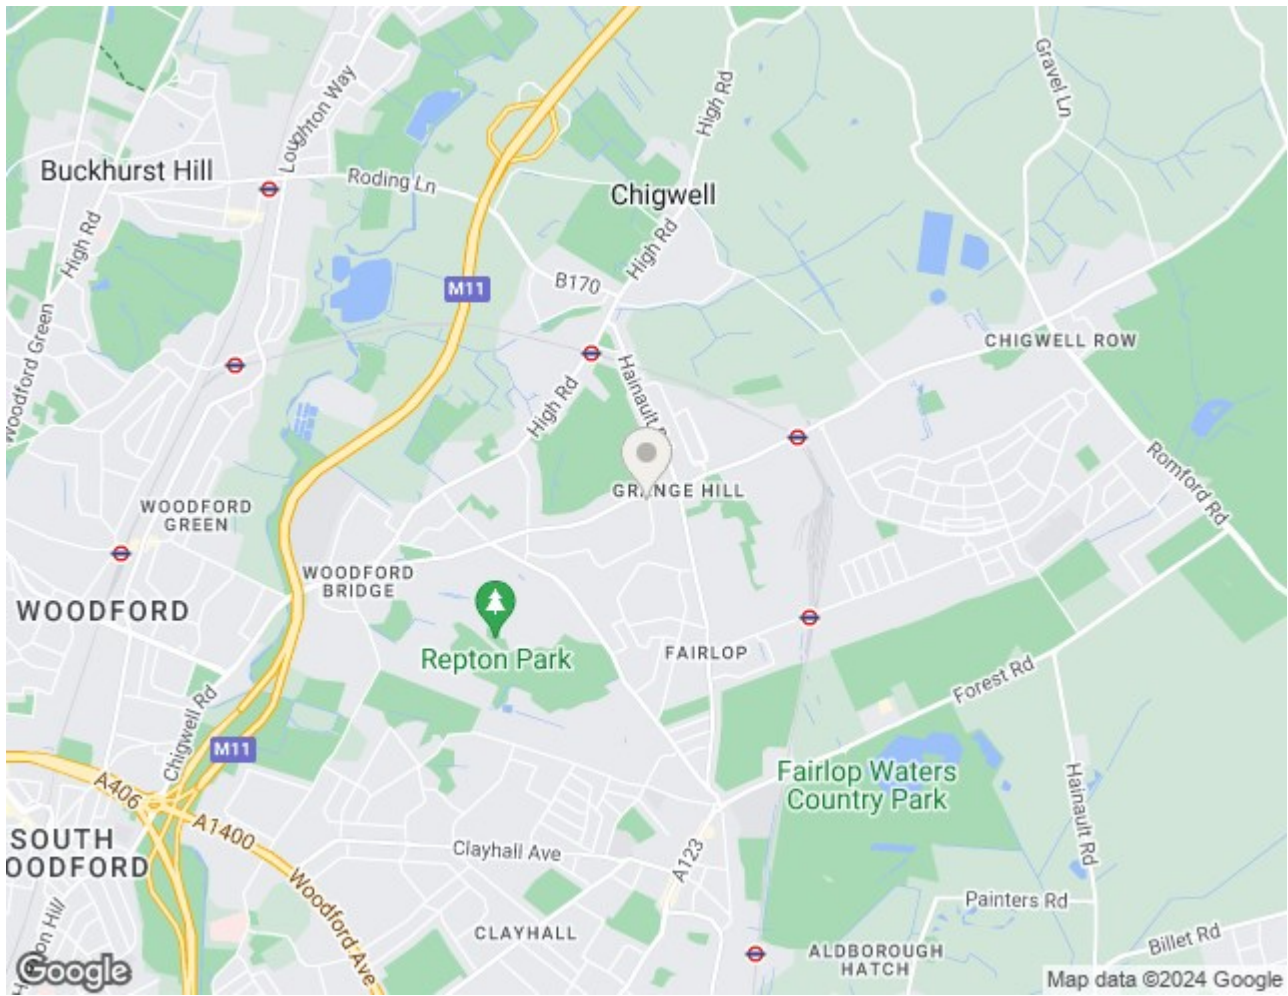 Loughton Way
High Rd
Gravel Ln
Buckhurst Hill
Roding Ln
Chigwell
High Rd
High Rd
M11
B170
CHIGWELL ROW
Woodford Green
High Rd
Hainault
GRANGE HILL
Romford Rd
WOODFORD
GREEN
WOODFORD
BRIDGE
WOODFORD
Repton Park
FAIRLOP
Forest Rd
Chigwell Rd
M11
A406
A1400
Fairlop Waters
Country Park
Hainault Rd
SOUTH
OODFORD
Clayhall Ave
A123
Woodford Ave
Painters Rd
Hill
CLAYHALL
ALDBOROUGH
HATCH
Billet Rd
Google
Map data ©2024 Google